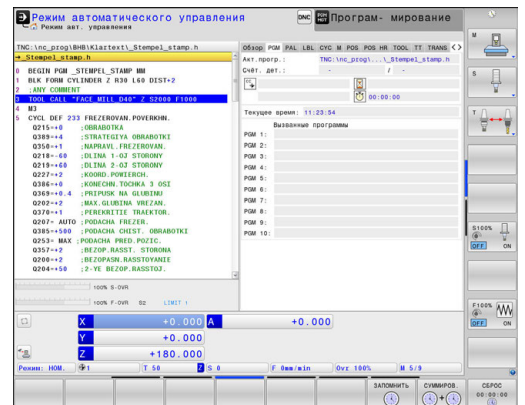 Режим автоматического управления
Режим авт. управления
DNC
Програм- мирование
TNC:\nc_prog\BHB\Klartext\_Stempel_stamp.h
→_Stempel_stamp.h
0 BEGIN PGM _STEMPEL_STAMP MM
1 BLK FORM CYLINDER Z R30 L60 DIST+2
2 ;ANY COMMENT
3 TOOL CALL "FACE_MILL_D40" Z S2000 F1000
4 M3
5 CYCL DEF 233 FREZEROVAN.POVERKHN.
Q215=+0 ;OBRABOTKA
Q389=+4 ;STRATEGIYA OBRABOTKI
Q350=+1 ;NAPRAVL.FREZEROVAN.
Q218=-60 ;DLINA 1-OJ STORONY
Q219=+60 ;DLINA 2-OJ STORONY
Q227=+2 ;KOORD.POWIERCH.
Q386=+0 ;KONECHN.TOCHKA 3 OSI
Q369=+0.4 ;PRIPUSK NA GLUBINU
Q202=+2 ;MAX.GLUBINA VREZAN.
Q370=+1 ;PEREKRITIE TRAEKTOR.
Q207= AUTO ;PODACHA FREZER.
Q385=+500 ;PODACHA CHIST. OBRABOTKI
Q253= MAX ;PODACHA PRED.POZIC.
Q357=+2 ;BEZOP.RASST. STORONA
Q200=+2 ;BEZOPASN.RASSTOYANIE
Q204=+50 ;2-YE BEZOP.RASSTOJ.
Обзор PGM PAL LBL CYC M POS POS HR TOOL TT TRANS
Акт.прогр.: TNC:\nc_prog\...\_Stempel_stamp.h
Счёт. дет.: / -
00:00:00
Текущее время: 11:23:54
Вызванные программы
PGM 1:
PGM 2:
PGM 3:
PGM 4:
PGM 5:
PGM 6:
PGM 7:
PGM 8:
PGM 9:
PGM 10:
100% S-OVR
100% F-OVR S2 LIMIT 1
X +0.000 A +0.000
Y +0.000
Z +180.000
Режим: НОМ. 1 T 50 Z S 0 F 0mm/min Ovr 100% M 5/9
M
S
T
S100%
OFF ON
F100%
OFF ON
ЗАПОМНИТЬ
СУММИРОВ.
СБРОС
00:00:00